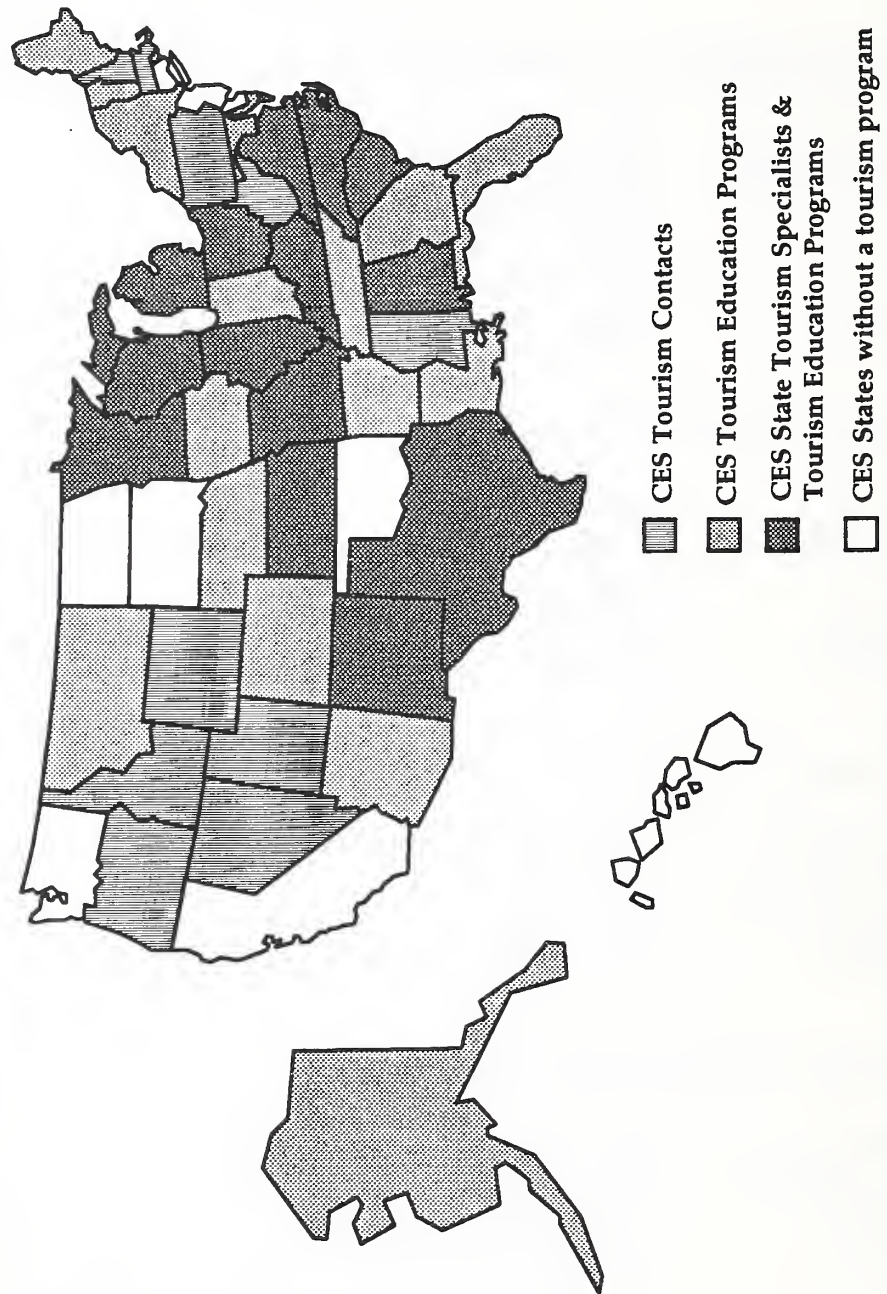 CES Tourism Contacts
CES Tourism Education Programs
CES State Tourism Specialists &
Tourism Education Programs
CES States without a tourism program